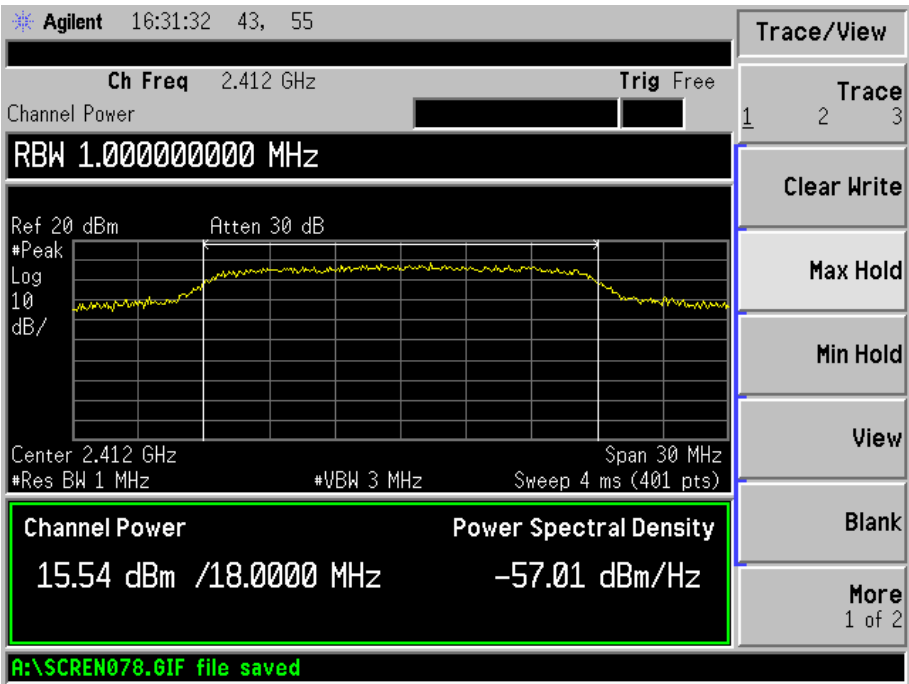 Agilent 16:31:32 43, 55
Trace/View
Ch Freq 2.412 GHz Trig Free
Channel Power
Trace
1 2 3
RBW 1.000000000 MHz
Clear Write
Ref 20 dBm Atten 30 dB
#Peak
Log
10
dB/
Max Hold
Min Hold
View
Center 2.412 GHz Span 30 MHz
#Res BW 1 MHz #VBW 3 MHz Sweep 4 ms (401 pts)
Channel Power Power Spectral Density
Blank
15.54 dBm /18.0000 MHz -57.01 dBm/Hz
More
1 of 2
A:\SCREN078.GIF file saved